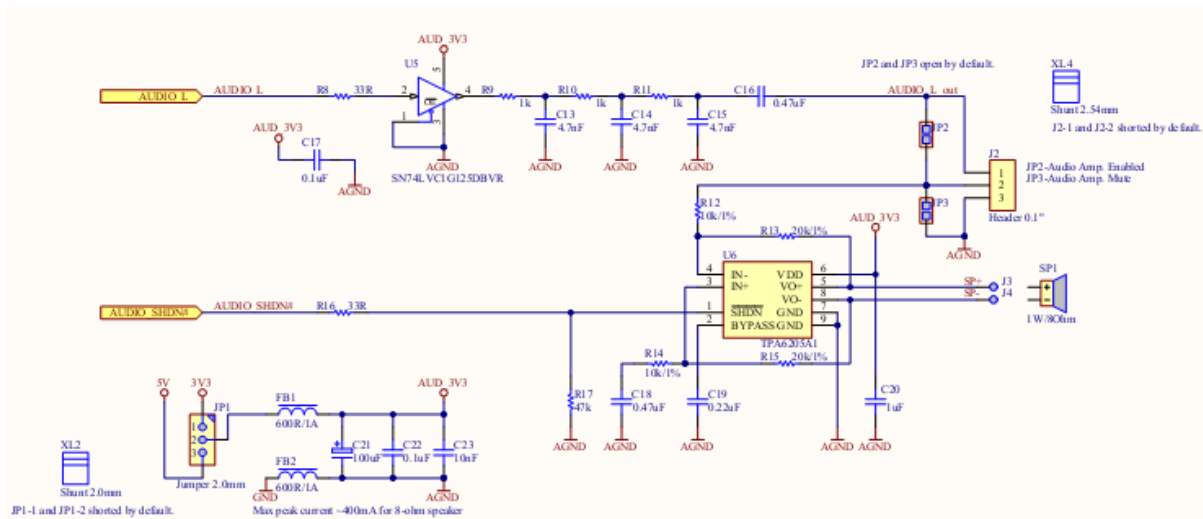 AUD_3V3
U5
JP2 and JP3 open by default.
XL4
AUDIO_L
AUDIO_L
R8
33R
2
5
OE
1
3
4
R9
1k
R10
1k
R11
1k
C16
0.47uF
AUDIO_L_out
Shunt 2.54mm
J2-1 and J2-2 shorted by default.
C13
4.7nF
C14
4.7nF
C15
4.7nF
JP2
AUD_3V3
C17
0.1uF
AGND
AGND
SN74LVC1G125DBVR
AGND
AGND
AGND
J2
1
2
3
Header 0.1"
JP2-Audio Amp. Enabled
JP3-Audio Amp. Mute
R12
10k/1%
JP3
AUD_3V3
R13
20k/1%
AGND
U6
4
IN-
VDD
6
3
IN+
VO+
5
VO-
8
1
SHDN
GND
7
2
BYPASS
GND
9
TPA6205A1
SP+
J3
SP-
J4
SP1
1W/8Ohm
AUDIO_SHDN#
AUDIO_SHDN#
R16
33R
R14
10k/1%
R15
20k/1%
R17
47k
C18
0.47uF
C19
0.22uF
C20
1uF
AGND
AGND
AGND
AGND
AGND
5V
3V3
JP1
1
2
3
Jumper 2.0mm
FB1
600R/1A
AUD_3V3
C21
100uF
C22
0.1uF
C23
10nF
FB2
600R/1A
GND
AGND
XL2
Shunt 2.0mm
JP1-1 and JP1-2 shorted by default.
Max peak current ~400mA for 8-ohm speaker